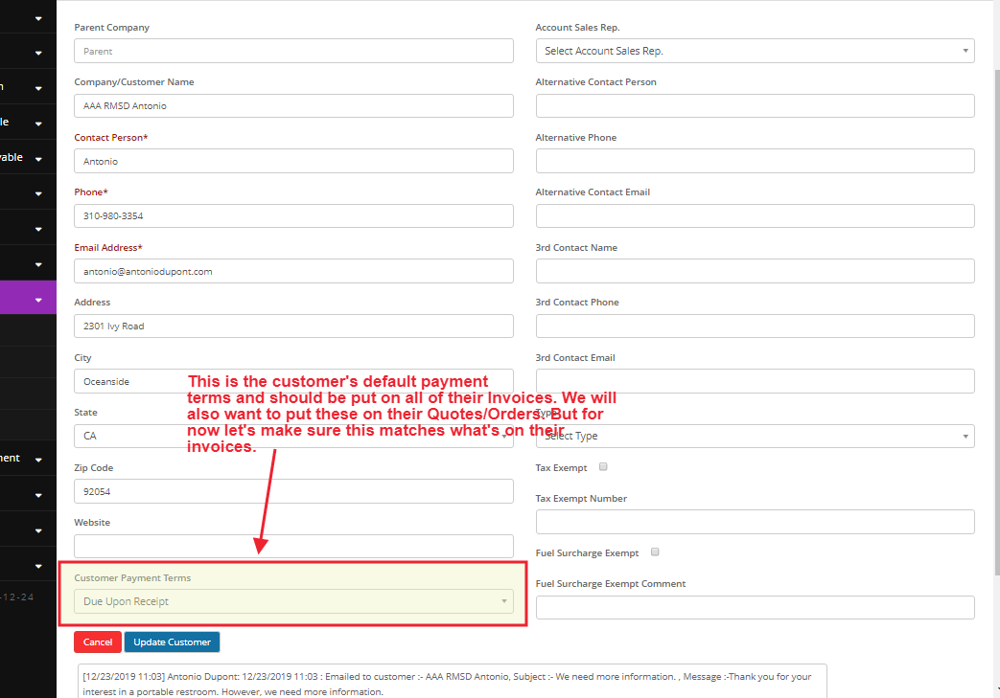 Parent Company
Parent
Company/Customer Name
AAA RMSD Antonio
Contact Person*
Antonio
Phone*
310-980-3354
Email Address*
antonio@antoniodupont.com
Address
2301 Ivy Road
City
Oceanside
State
CA
Zip Code
92054
Website
Customer Payment Terms
Due Upon Receipt
Account Sales Rep.
Select Account Sales Rep.
Alternative Contact Person
Alternative Phone
Alternative Contact Email
3rd Contact Name
3rd Contact Phone
3rd Contact Email
Type
Select Type
Tax Exempt
Tax Exempt Number
Fuel Surcharge Exempt
Fuel Surcharge Exempt Comment
This is the customer's default payment
terms and should be put on all of their Invoices. We will
also want to put these on their Quotes/Orders. But for
now let's make sure this matches what's on their
invoices.
Cancel
Update Customer
[12/23/2019 11:03] Antonio Dupont: 12/23/2019 11:03 : Emailed to customer :- AAA RMSD Antonio, Subject :- We need more information. , Message :-Thank you for your
interest in a portable restroom. However, we need more information.
-12-24